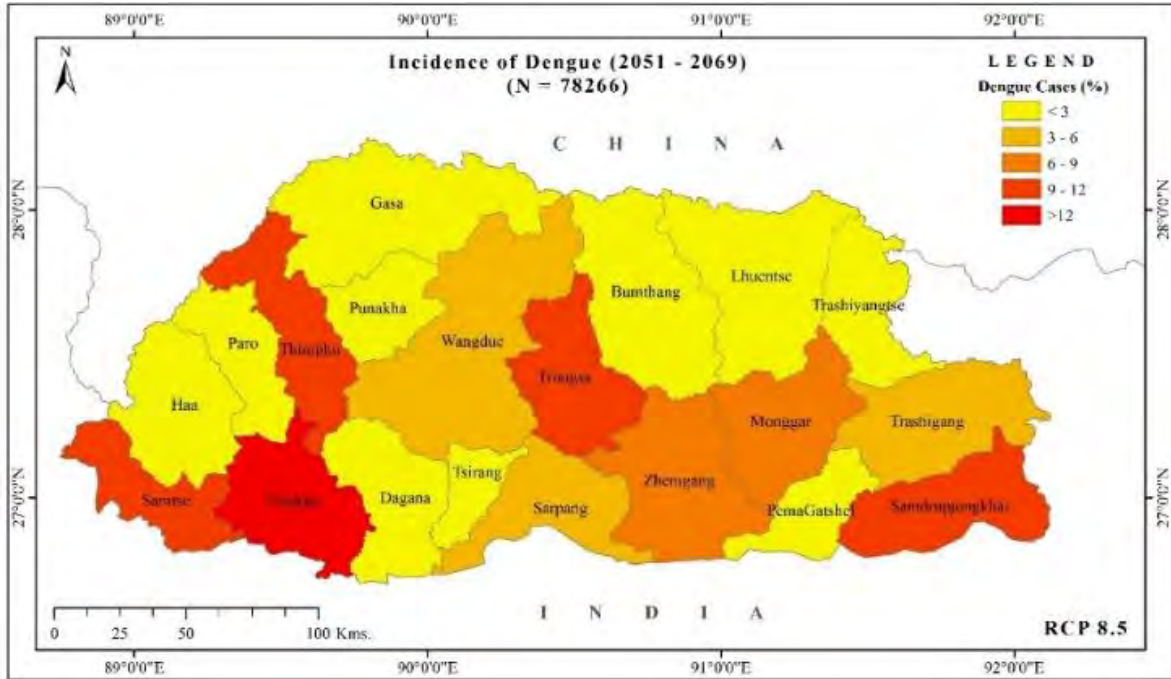 89°0'0"E 90°0'0"E 91°0'0"E 92°0'0"E
N
Incidence of Dengue (2051 - 2069)
(N = 78266)
L E G E N D
Dengue Cases (%)
< 3
3 - 6
6 - 9
9 - 12
>12
C H I N A
28°0'0"N
28°0'0"N
Gasa
Punakha
Bumthang
Lhuentse
Trashiyangtse
Paro
Thimphu
Wangdue
Trongsa
Haa
Monggar
Trashigang
Tsirang
Zhemgang
27°0'0"N
27°0'0"N
Samtse
Dagana
Sarpang
PemaGatshel
Samdrupjongkhar
I N D I A
0 25 50 100 Kms.
RCP 8.5
89°0'0"E 90°0'0"E 91°0'0"E 92°0'0"E